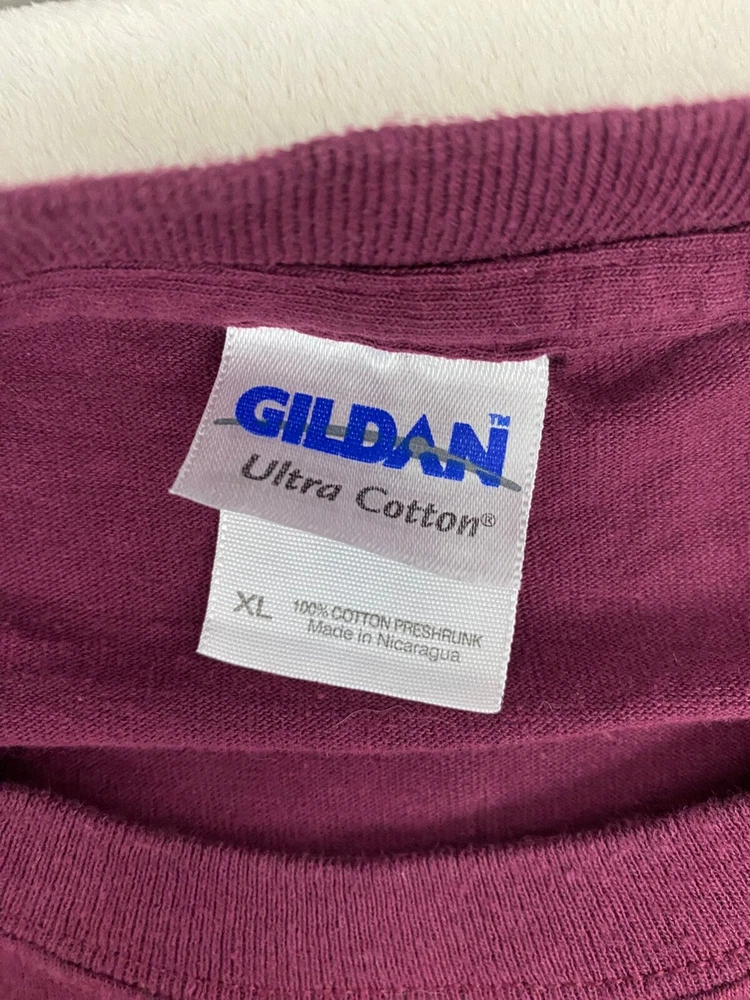 GILDAN™
Ultra Cotton®
XL 100% COTTON PRESHRUNK
Made in Nicaragua